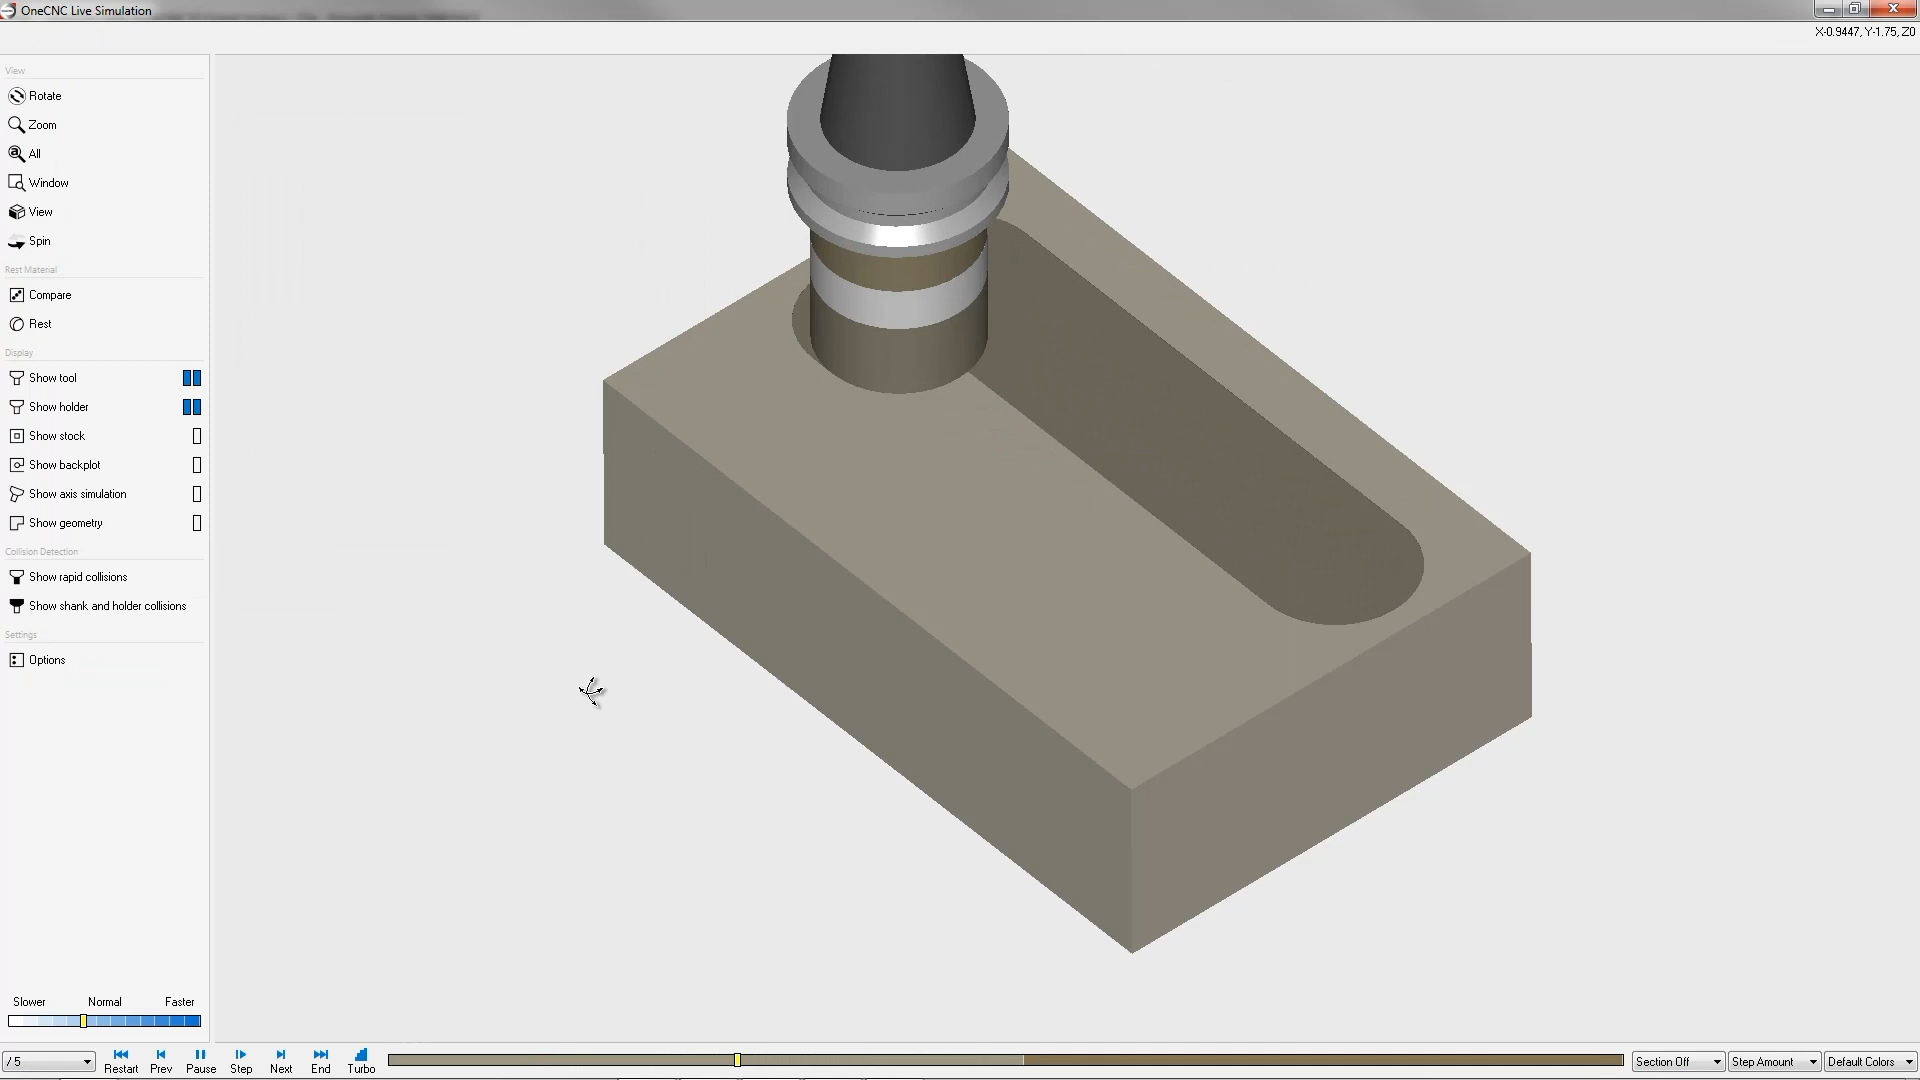 OneCNC Live Simulation
X-0.9447, Y-1.75, Z0
View
Rotate
Zoom
All
Window
View
Spin
Rest Material
Compare
Rest
Display
Show tool
Show holder
Show stock
Show backplot
Show axis simulation
Show geometry
Collision Detection
Show rapid collisions
Show shank and holder collisions
Settings
Options
Slower Normal Faster
/ 5 Restart Prev Pause Step Next End Turbo Section Off Step Amount Default Colors